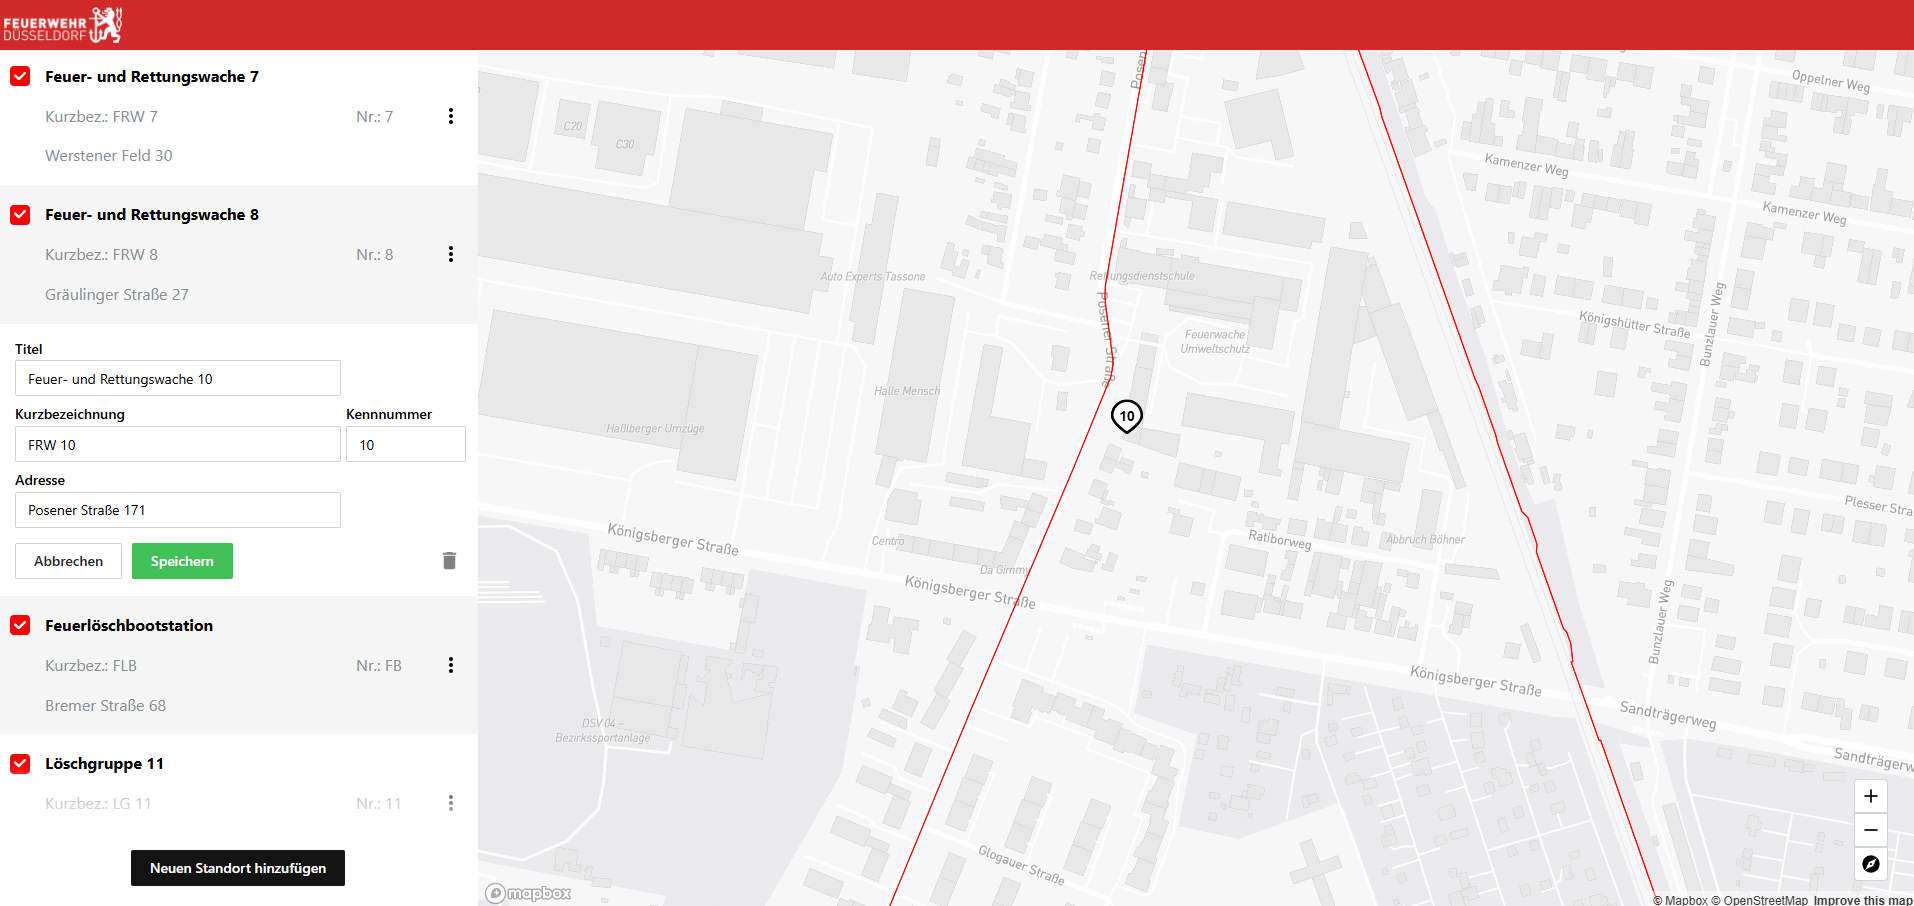 FEUERWEHR
DÜSSELDORF
Feuer- und Rettungswache 7
Kurzbez.: FRW 7
Nr.: 7
Werstener Feld 30
Feuer- und Rettungswache 8
Kurzbez.: FRW 8
Nr.: 8
Gräulinger Straße 27
Titel
Feuer- und Rettungswache 10
Kurzbezeichnung
Kennnummer
FRW 10
10
Adresse
Posener Straße 171
Abbrechen
Speichern
Feuerlöschbootstation
Kurzbez.: FLB
Nr.: FB
Bremer Straße 68
Löschgruppe 11
Kurzbez.: LG 11
Nr.: 11
Neuen Standort hinzufügen
Posen
Oppelner Weg
C20
C30
Kamenzer Weg
Kamenzer Weg
Auto Experts Tassone
Rettungsdienstschule
Posener Straße
Feuerwache
Umweltschutz
Königshütter Straße
Bunzlauer Weg
Halle Mensch
10
Haßlberger Umzüge
Plesser Stra
Königsberger Straße
Centro
Ratiborweg
Abbruch Böhner
Da Gimmy
Königsberger Straße
Bunzlauer Weg
Königsberger Straße
DSV 04 –
Bezirkssportanlage
Sandträgerweg
Sandträgerw
Glogauer Straße
mapbox
© Mapbox © OpenStreetMap Improve this map